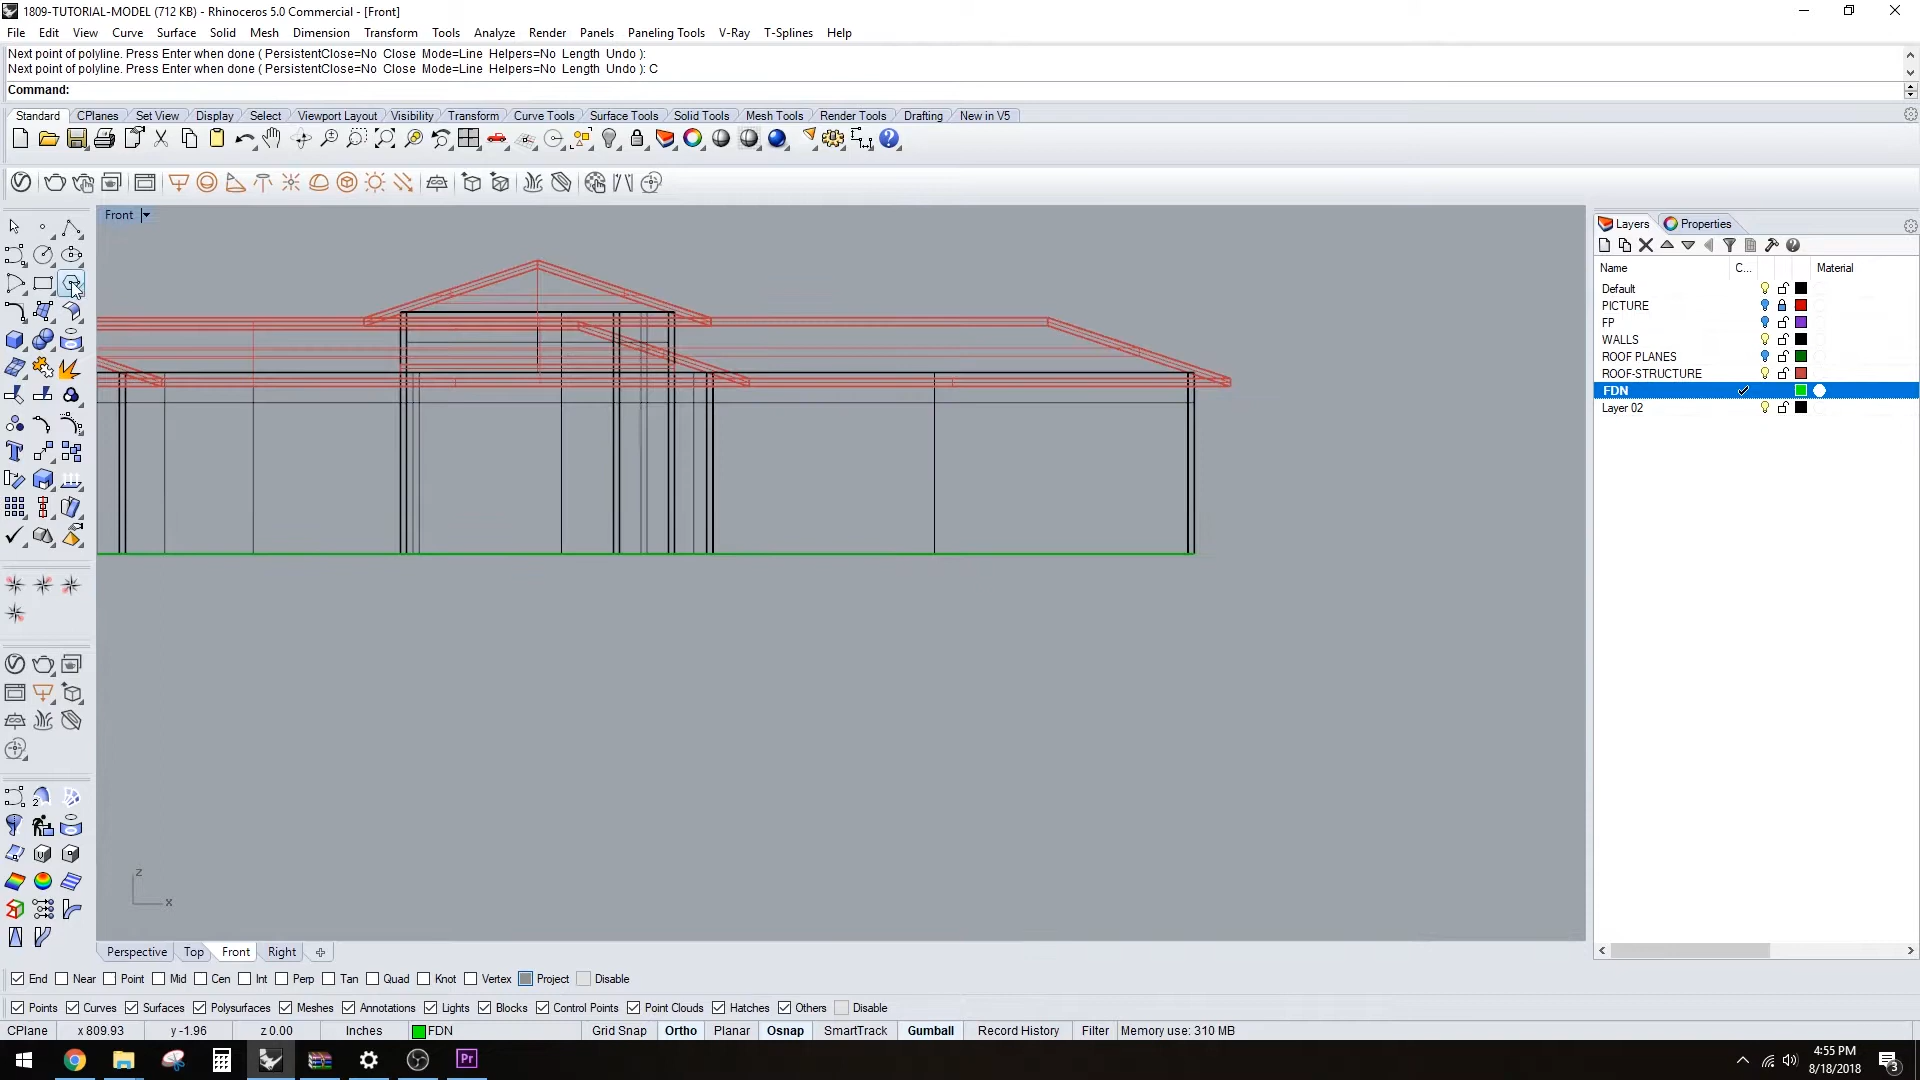 1809-TUTORIAL-MODEL (712 KB) - Rhinoceros 5.0 Commercial - [Front]
File Edit View Curve Surface Solid Mesh Dimension Transform Tools Analyze Render Panels Paneling Tools V-Ray T-Splines Help
Next point of polyline. Press Enter when done ( PersistentClose=No Close Mode=Line Helpers=No Length Undo ):
Next point of polyline. Press Enter when done ( PersistentClose=No Close Mode=Line Helpers=No Length Undo ): C
Command:
Standard CPlanes Set View Display Select Viewport Layout Visibility Transform Curve Tools Surface Tools Solid Tools Mesh Tools Render Tools Drafting New in V5
Front
Layers Properties
Name C... Material
Default
PICTURE
FP
WALLS
ROOF PLANES
ROOF-STRUCTURE
FDN
Layer 02
z
x
Perspective Top Front Right
End Near Point Mid Cen Int Perp Tan Quad Knot Vertex Project Disable
Points Curves Surfaces Polysurfaces Meshes Annotations Lights Blocks Control Points Point Clouds Hatches Others Disable
CPlane x 809.93 y -1.96 z 0.00 Inches FDN Grid Snap Ortho Planar Osnap SmartTrack Gumball Record History Filter Memory use: 310 MB
Pr
4:55 PM
8/18/2018
3